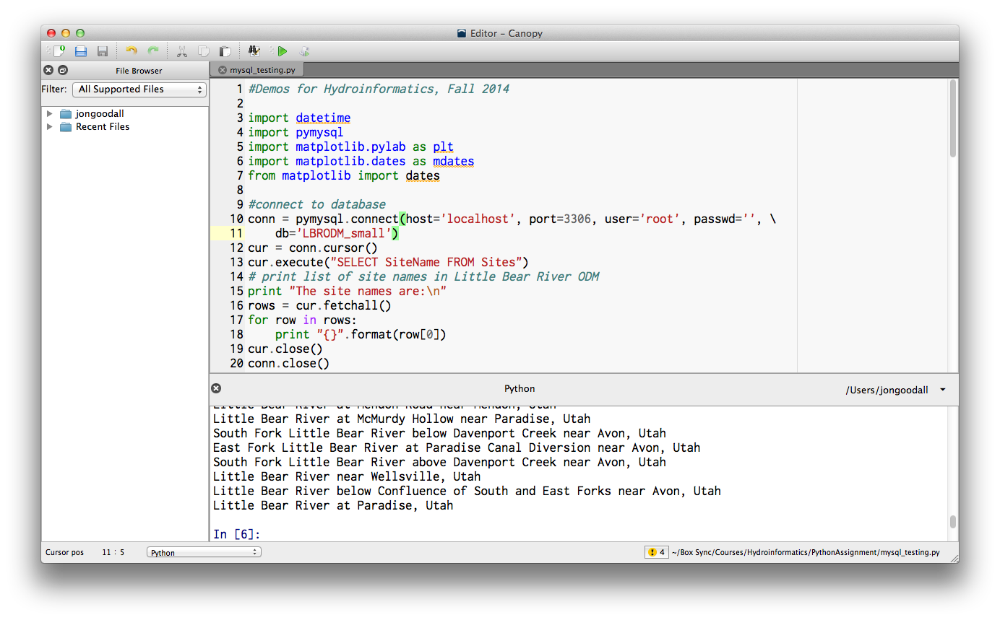 Editor – Canopy
File Browser
mysql_testing.py
Filter: All Supported Files
jongoodall
Recent Files
1 #Demos for Hydroinformatics, Fall 2014
2
3 import datetime
4 import pymysql
5 import matplotlib.pylab as plt
6 import matplotlib.dates as mdates
7 from matplotlib import dates
8
9 #connect to database
10 conn = pymysql.connect(host='localhost', port=3306, user='root', passwd='', \
11     db='LBRODM_small')
12 cur = conn.cursor()
13 cur.execute("SELECT SiteName FROM Sites")
14 # print list of site names in Little Bear River ODM
15 print "The site names are:\n"
16 rows = cur.fetchall()
17 for row in rows:
18     print "{}".format(row[0])
19 cur.close()
20 conn.close()
Python
/Users/jongoodall
Little Bear River at Mendon Road near Mendon, Utah
Little Bear River at McMurdy Hollow near Paradise, Utah
South Fork Little Bear River below Davenport Creek near Avon, Utah
East Fork Little Bear River at Paradise Canal Diversion near Avon, Utah
South Fork Little Bear River above Davenport Creek near Avon, Utah
Little Bear River near Wellsville, Utah
Little Bear River below Confluence of South and East Forks near Avon, Utah
Little Bear River at Paradise, Utah
In [6]:
Cursor pos 11 : 5 Python 4 ~/Box Sync/Courses/Hydroinformatics/PythonAssignment/mysql_testing.py